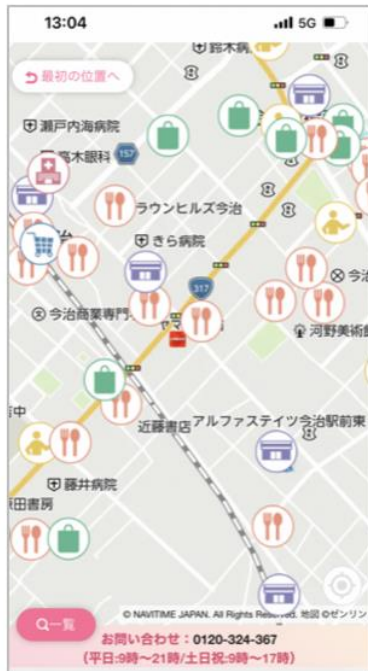 13:04
5G
最初の位置へ
鈴木病
瀬戸内海病院
高木眼科
157
ラウンヒルズ今治
きら病院
317
今治
今治商業専門
河野美術館
近藤書店
アルファステイツ今治駅前東
藤井病院
田書房
© NAVITIME JAPAN. All Rights Reserved. 地図 ©ゼンリン
一覧
お問い合わせ：0120-324-367
(平日:9時〜21時/土日祝:9時〜17時)